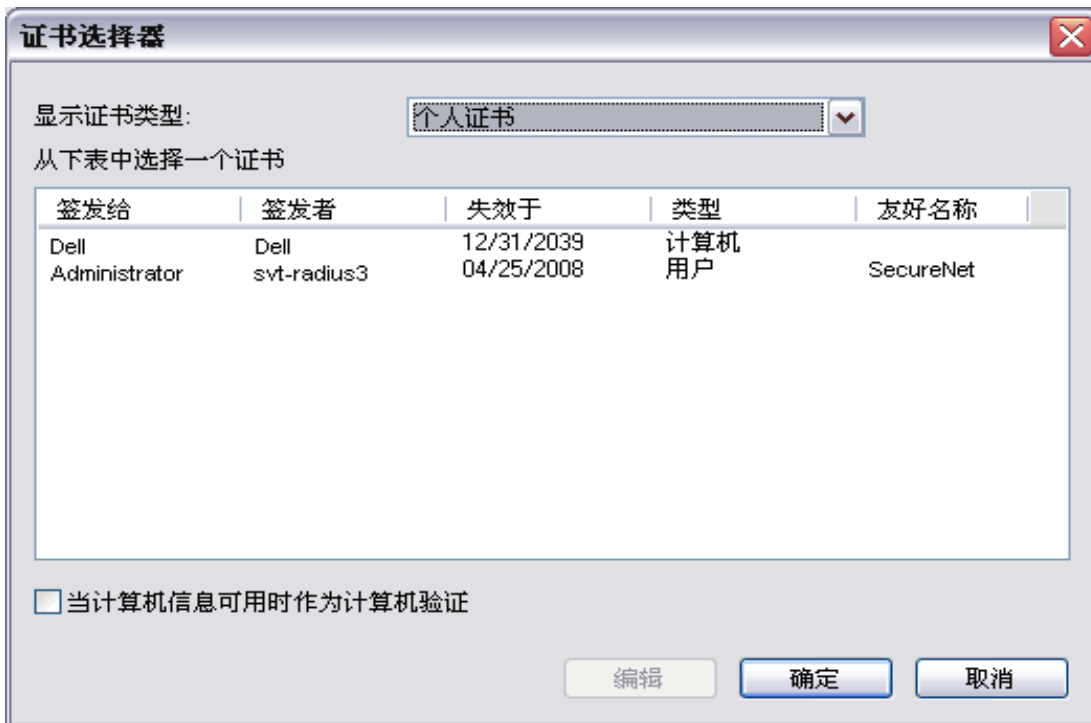 证书选择器
显示证书类型: 个人证书
从下表中选择一个证书
签发给 签发者 失效于 类型 友好名称
Dell Dell 12/31/2039 计算机
Administrator svt-radius3 04/25/2008 用户 SecureNet
当计算机信息可用时作为计算机验证
编辑 确定 取消